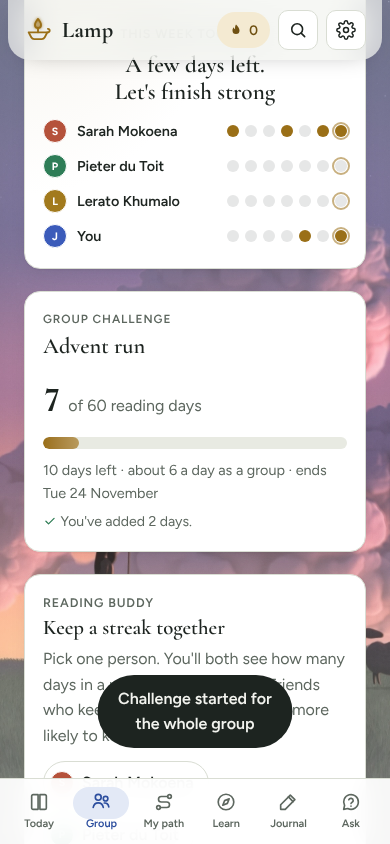 Lamp
0
A few days left.
Let's finish strong
S Sarah Mokoena
P Pieter du Toit
L Lerato Khumalo
J You
GROUP CHALLENGE
Advent run
7 of 60 reading days
10 days left · about 6 a day as a group · ends
Tue 24 November
✓ You've added 2 days.
READING BUDDY
Keep a streak together
Pick one person. You'll both see how many
days in a
who
more
likely to
Challenge started for
the whole group
Today
Group
My path
Learn
Journal
Ask